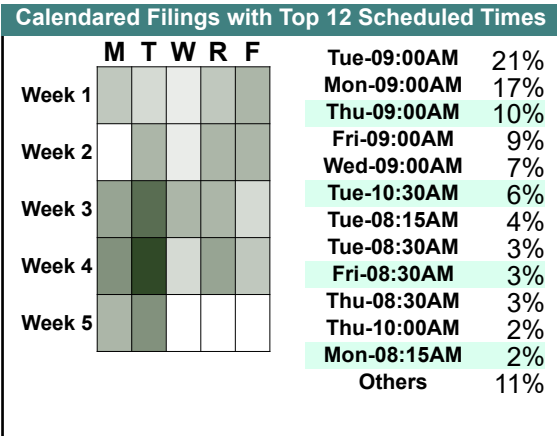 Calendared Filings with Top 12 Scheduled Times
M T W R F
Week 1
Week 2
Week 3
Week 4
Week 5
Tue-09:00AM 21%
Mon-09:00AM 17%
Thu-09:00AM 10%
Fri-09:00AM 9%
Wed-09:00AM 7%
Tue-10:30AM 6%
Tue-08:15AM 4%
Tue-08:30AM 3%
Fri-08:30AM 3%
Thu-08:30AM 3%
Thu-10:00AM 2%
Mon-08:15AM 2%
Others 11%